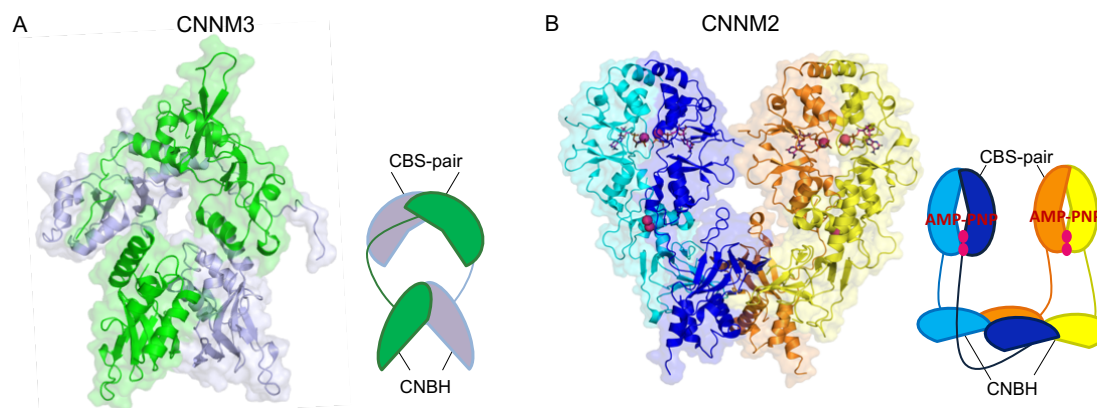 A
CNNM3
CBS-pair
CNBH
B
CNNM2
CBS-pair
AMP-PNP
AMP-PNP
CNBH